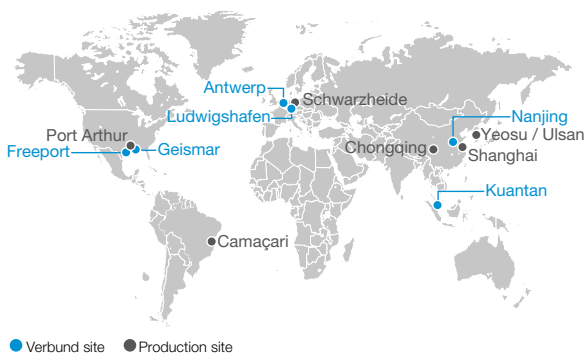 Antwerp
Schwarzheide
Ludwigshafen
Nanjing
Port Arthur
Yeosu / Ulsan
Freeport
Geismar
Chongqing
Shanghai
Kuantan
Camaçari
Verbund site
Production site